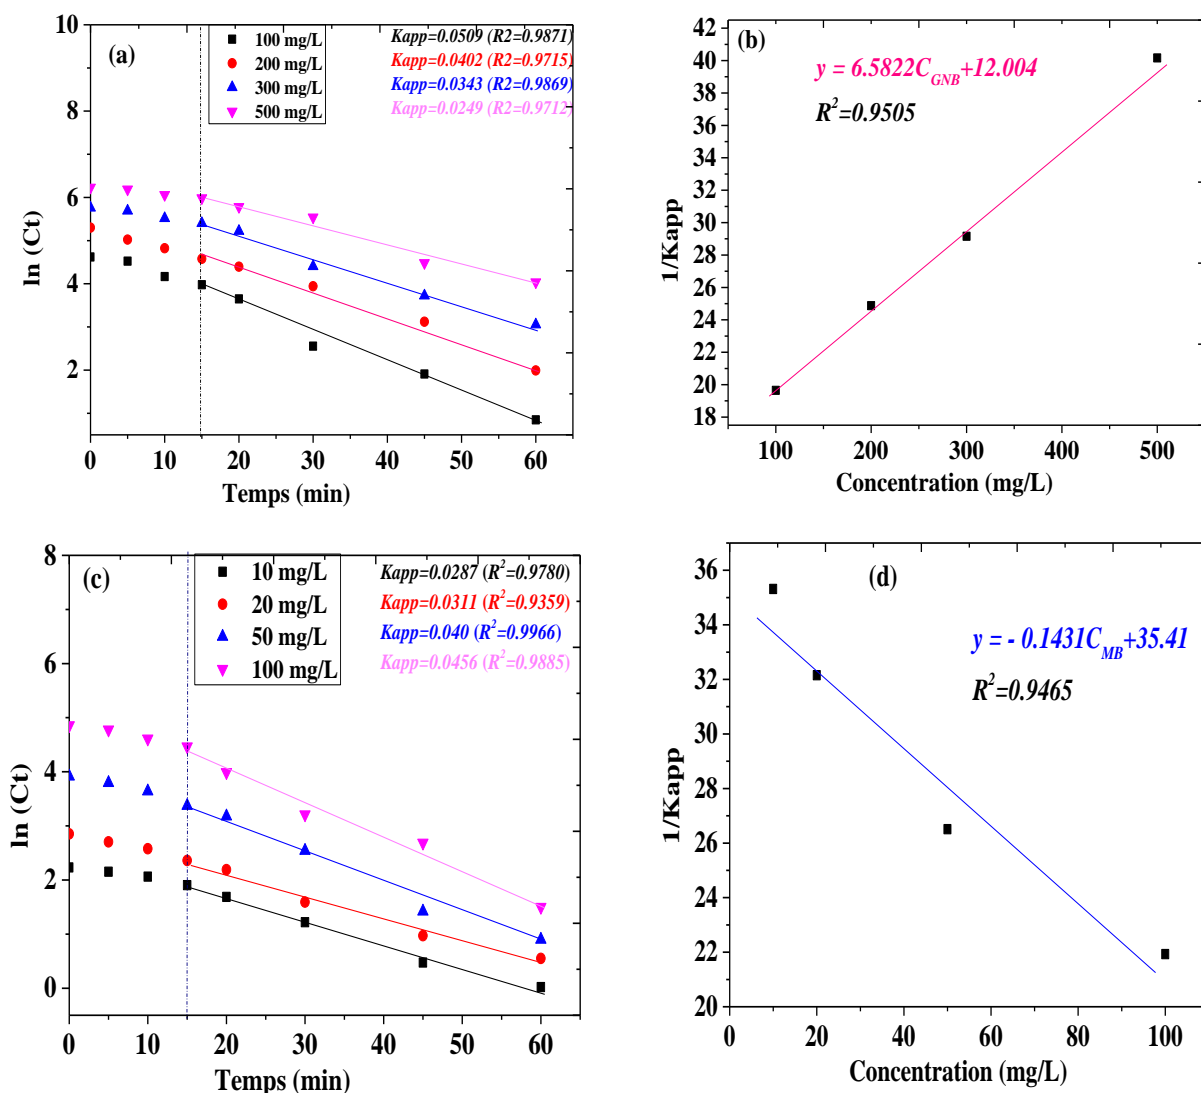 (a)
100 mg/L
200 mg/L
300 mg/L
500 mg/L
Kapp=0.0509 (R2=0.9871)
Kapp=0.0402 (R2=0.9715)
Kapp=0.0343 (R2=0.9869)
Kapp=0.0249 (R2=0.9712)
10
8
6
4
2
ln (Ct)
0 10 20 30 40 50 60
Temps (min)
(b)
y = 6.5822C_GNB+12.004
R²=0.9505
42
40
38
36
34
32
30
28
26
24
22
20
18
1/Kapp
100 200 300 400 500
Concentration (mg/L)
(c)
10 mg/L
20 mg/L
50 mg/L
100 mg/L
Kapp=0.0287 (R²=0.9780)
Kapp=0.0311 (R²=0.9359)
Kapp=0.040 (R²=0.9966)
Kapp=0.0456 (R²=0.9885)
8
6
4
2
0
ln (Ct)
0 10 20 30 40 50 60
Temps (min)
(d)
y = - 0.1431C_MB+35.41
R²=0.9465
36
34
32
30
28
26
24
22
20
1/Kapp
0 20 40 60 80 100
Concentration (mg/L)